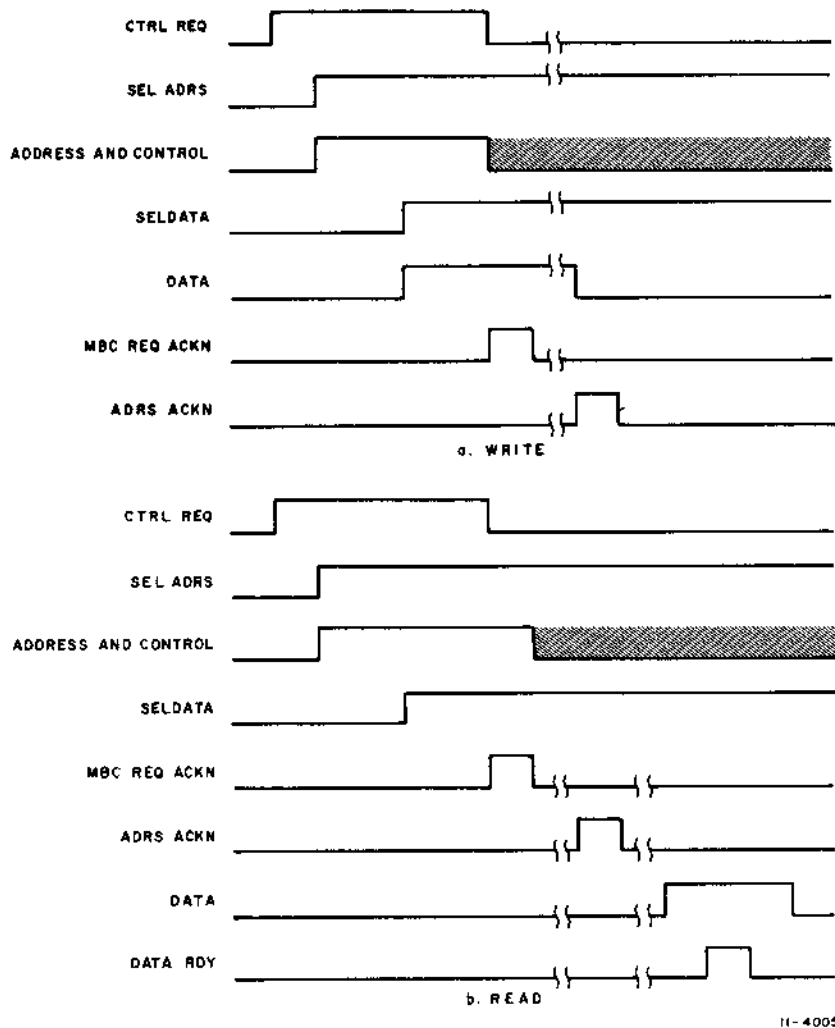 CTRL REQ
SEL ADRS
ADDRESS AND CONTROL
SELDATA
DATA
MBC REQ ACKN
ADRS ACKN
a. WRITE
CTRL REQ
SEL ADRS
ADDRESS AND CONTROL
SELDATA
MBC REQ ACKN
ADRS ACKN
DATA
DATA RDY
b. READ
11-4005